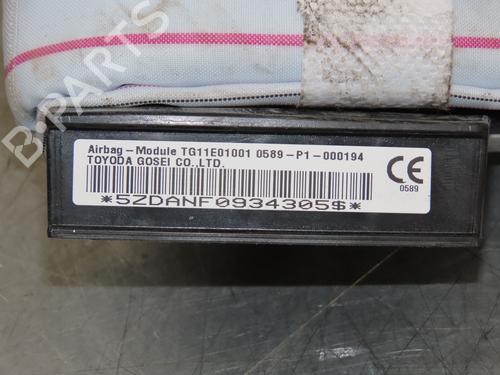 Airbag-Module TG11E01001 0589-P1-000194
TOYODA GOSEI CO.,LTD.
CE
0589
*5ZDANF0934305$*
B-PARTS